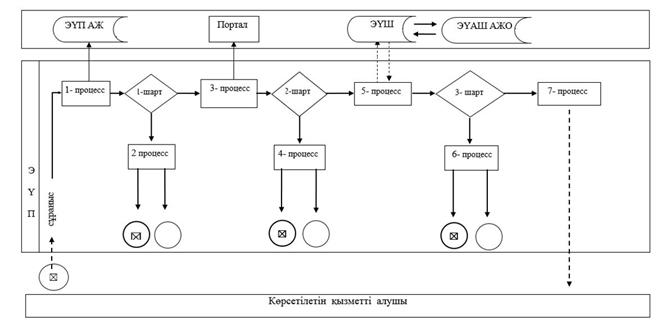 ЭҮП АЖ
Портал
ЭҮШ
ЭҮАШ АЖО
1- процесс
1-шарт
3- процесс
2-шарт
5- процесс
3- шарт
7- процесс
2 процесс
4- процесс
6- процесс
Э
Ү
П
сұраныс
Көрсетілетін қызметті алушы